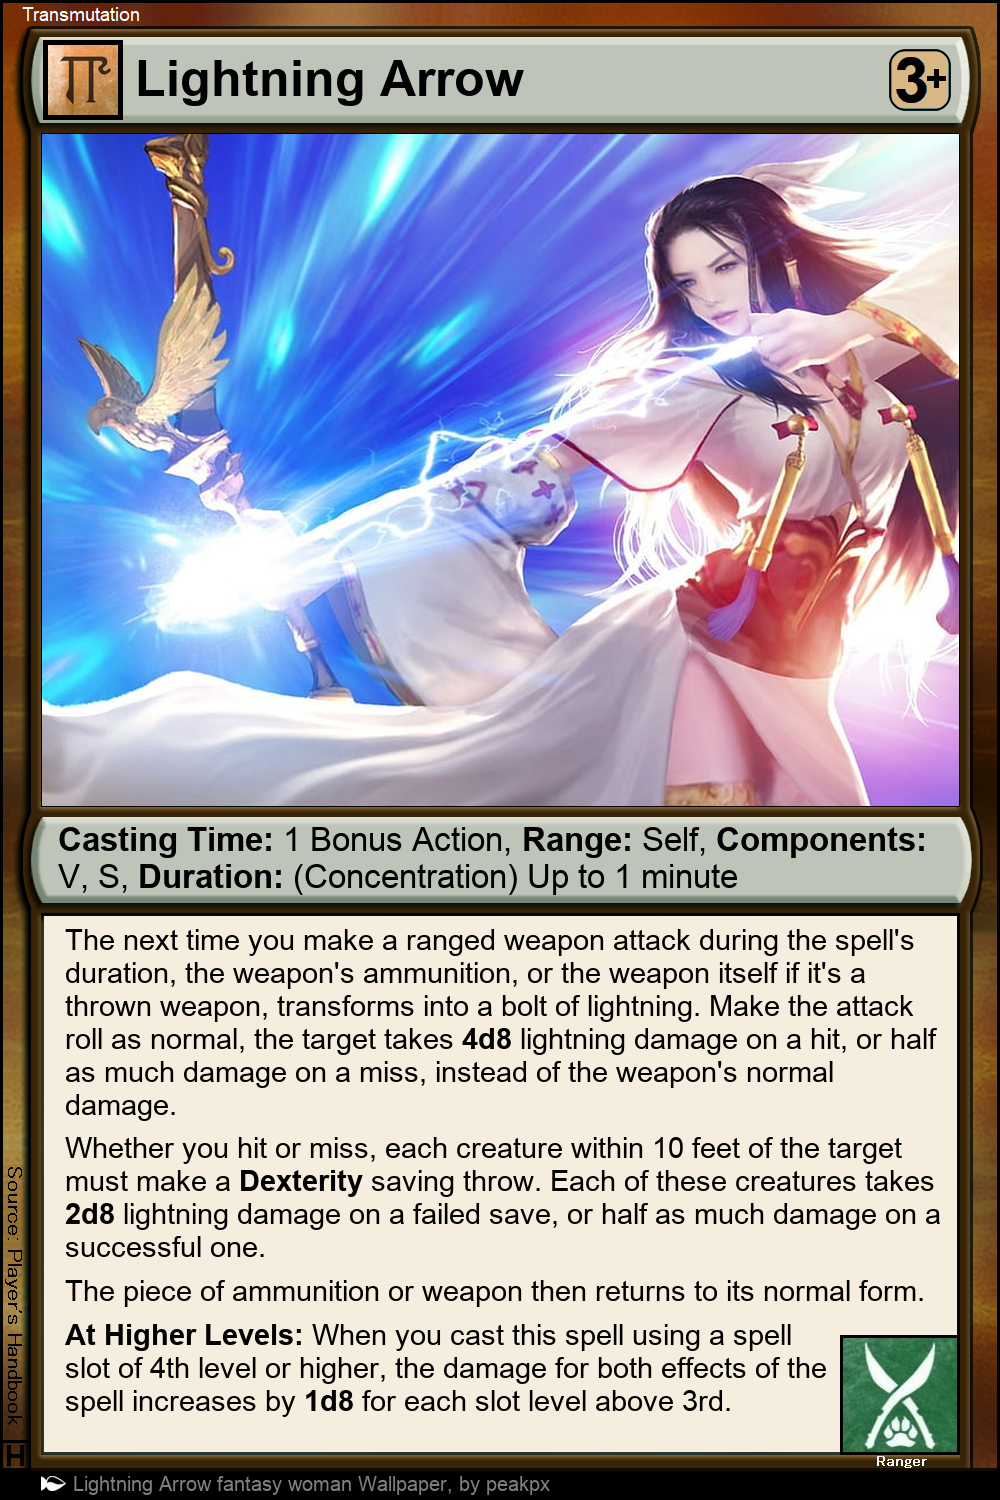 Transmutation
Lightning Arrow
3+
Casting Time: 1 Bonus Action, Range: Self, Components:
V, S, Duration: (Concentration) Up to 1 minute
The next time you make a ranged weapon attack during the spell's
duration, the weapon's ammunition, or the weapon itself if it's a
thrown weapon, transforms into a bolt of lightning. Make the attack
roll as normal, the target takes 4d8 lightning damage on a hit, or half
as much damage on a miss, instead of the weapon's normal
damage.
Whether you hit or miss, each creature within 10 feet of the target
must make a Dexterity saving throw. Each of these creatures takes
2d8 lightning damage on a failed save, or half as much damage on a
successful one.
The piece of ammunition or weapon then returns to its normal form.
At Higher Levels: When you cast this spell using a spell
slot of 4th level or higher, the damage for both effects of the
spell increases by 1d8 for each slot level above 3rd.
Source: Player's Handbook
H
Ranger
Lightning Arrow fantasy woman Wallpaper, by peakpx